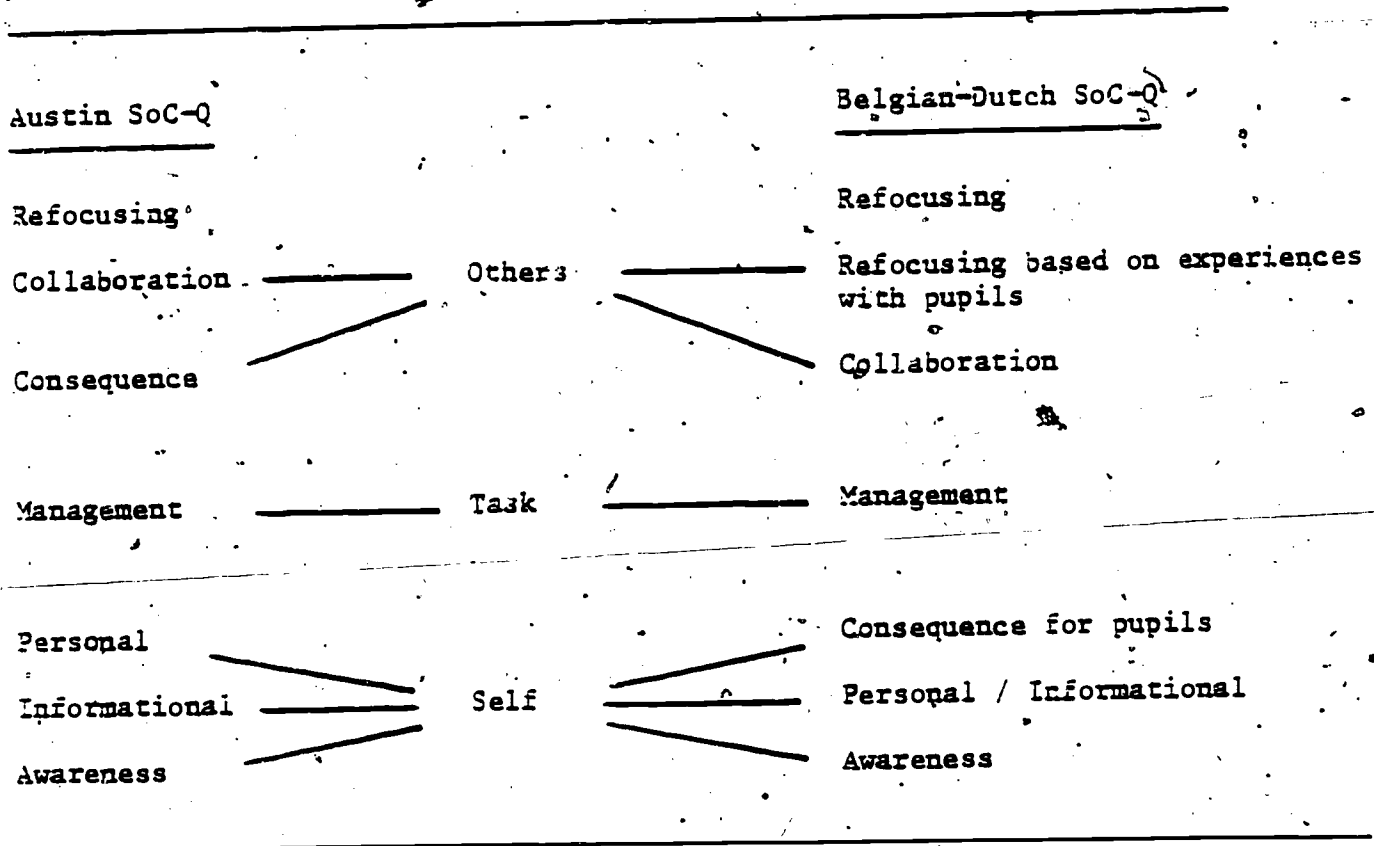 Austin SoC-Q Belgian-Dutch SoC-Q
Refocusing Refocusing
Collaboration Others Refocusing based on experiences
with pupils
Consequence Collaboration
Management Task Management
Personal Consequence for pupils
Informational Self Personal / Informational
Awareness Awareness